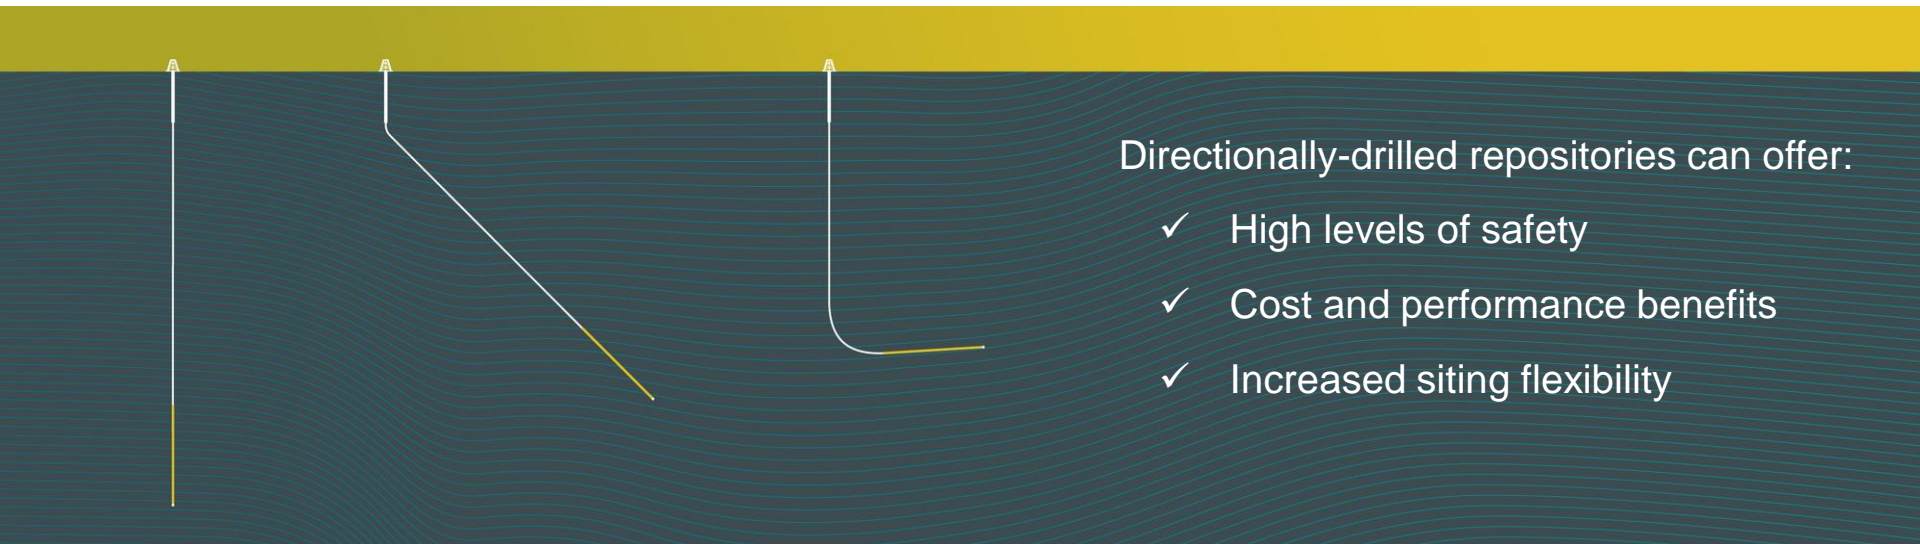 Directionally-drilled repositories can offer:
✓ High levels of safety
✓ Cost and performance benefits
✓ Increased siting flexibility